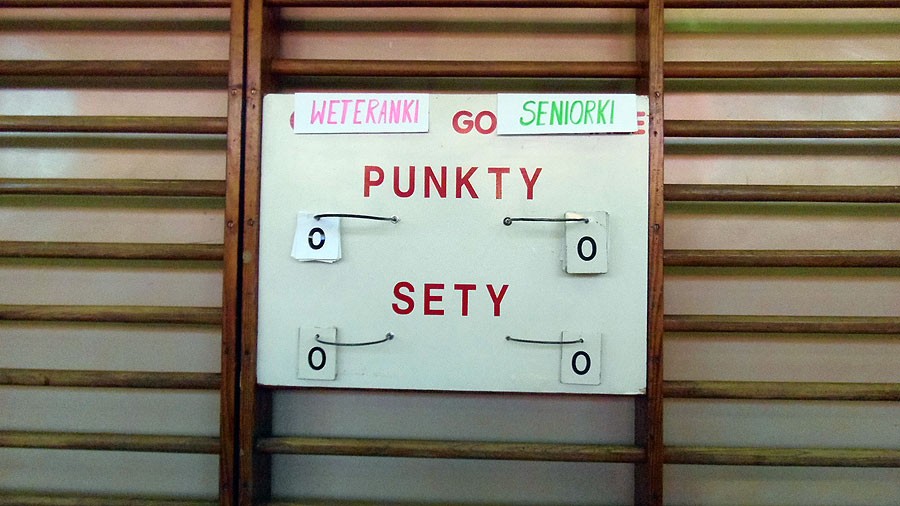 WETERANKI GO SENIORKI E
PUNKTY
0 0
SETY
0 0